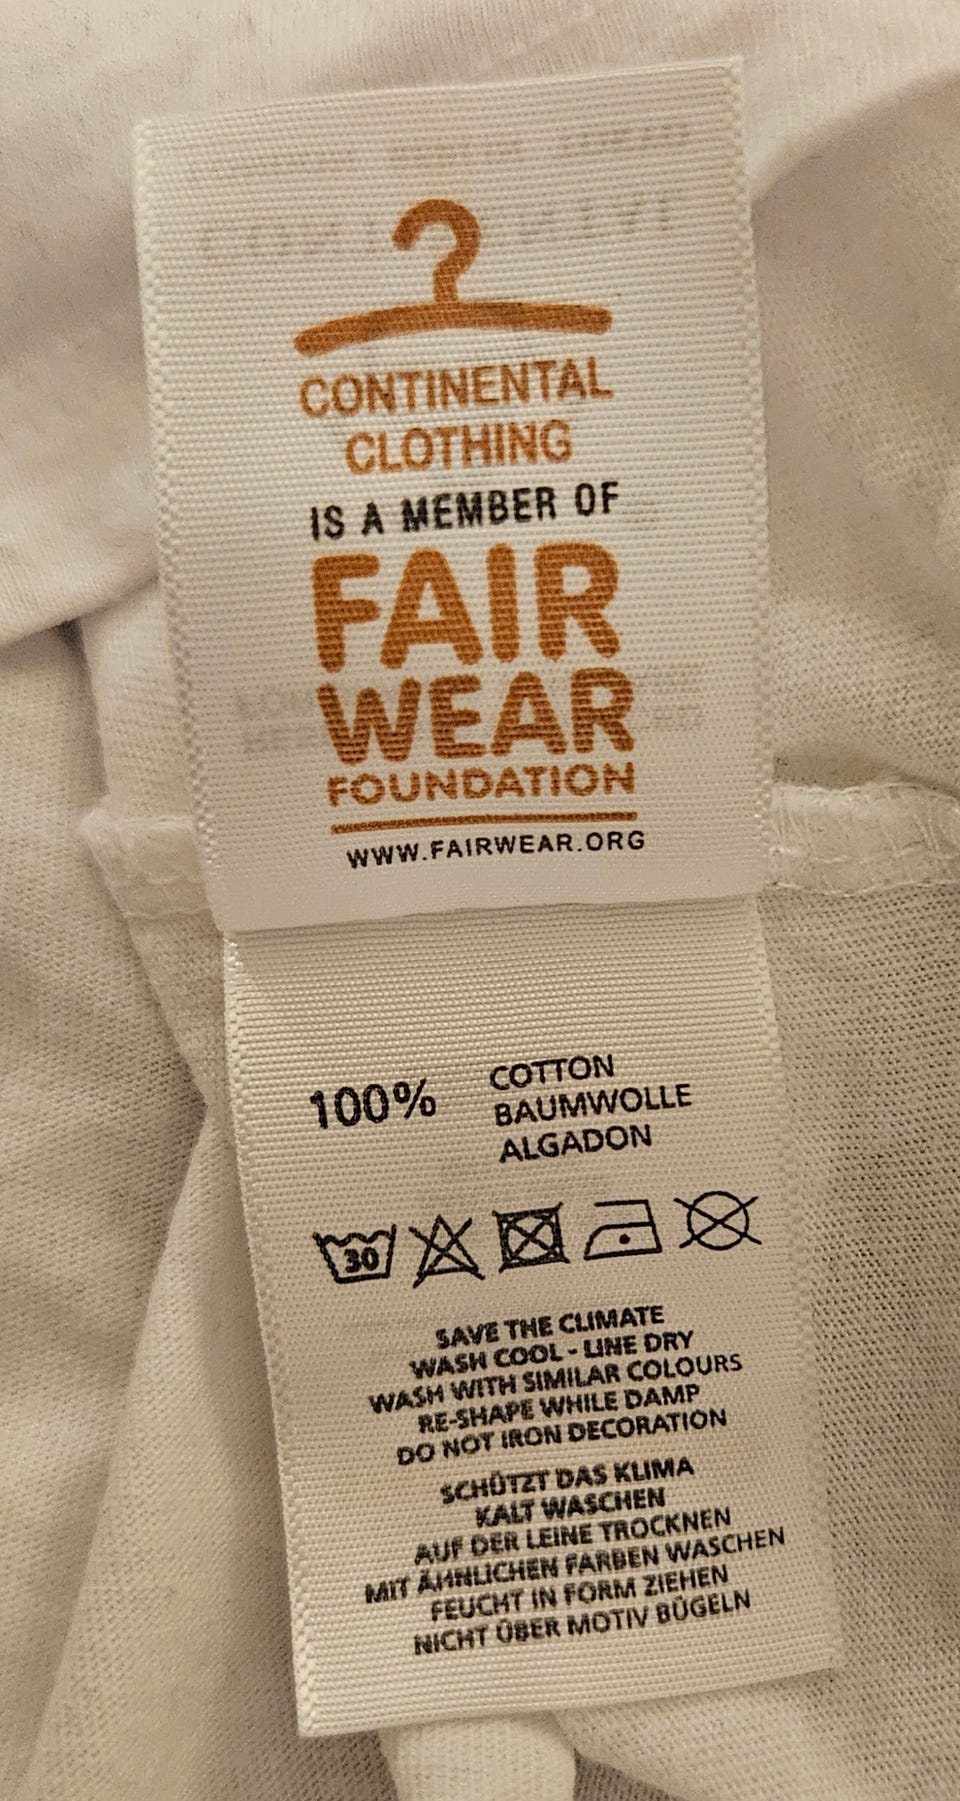 CONTINENTAL
CLOTHING
IS A MEMBER OF
FAIR
WEAR
FOUNDATION
WWW.FAIRWEAR.ORG
100% COTTON
BAUMWOLLE
ALGADON
30
SAVE THE CLIMATE
WASH COOL - LINE DRY
WASH WITH SIMILAR COLOURS
RE-SHAPE WHILE DAMP
DO NOT IRON DECORATION
SCHÜTZT DAS KLIMA
KALT WASCHEN
AUF DER LEINE TROCKNEN
MIT ÄHNLICHEN FARBEN WASCHEN
FEUCHT IN FORM ZIEHEN
NICHT ÜBER MOTIV BÜGELN